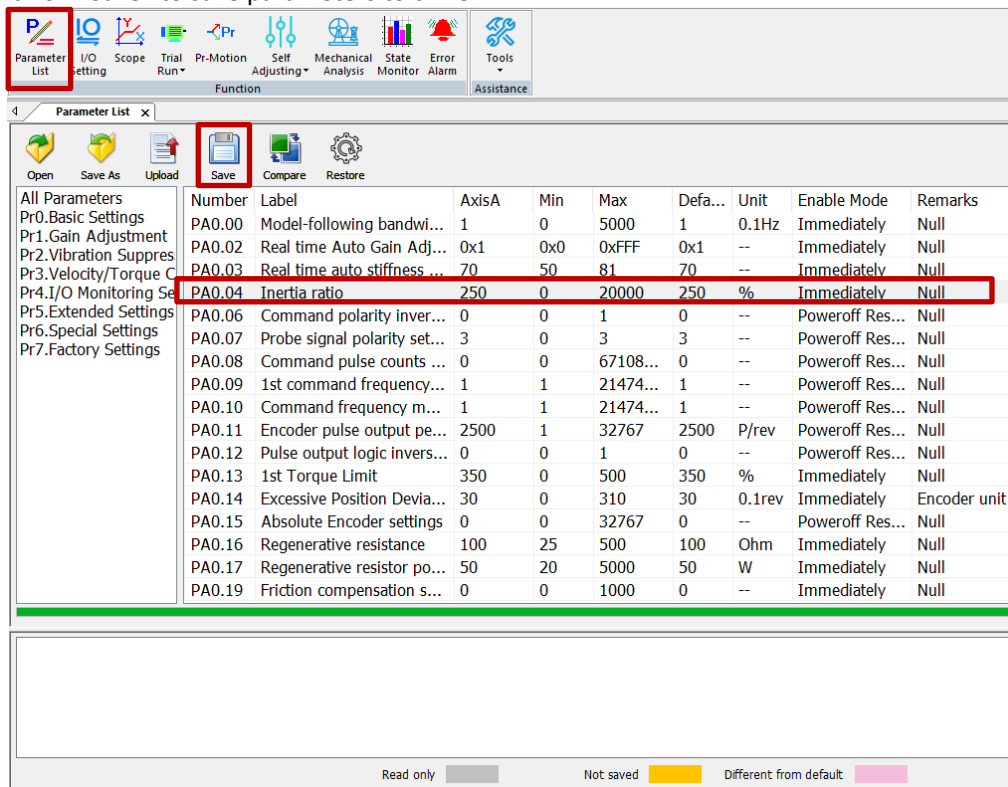 P
IO
Y
X
Pr
Parameter List
I/O Setting
Scope
Trial Run
Pr-Motion
Self Adjusting
Mechanical Analysis
State Monitor
Error Alarm
Tools
Function
Assistance
Parameter List x
Open Save As Upload Save Compare Restore
All Parameters
Pr0.Basic Settings
Pr1.Gain Adjustment
Pr2.Vibration Suppres
Pr3.Velocity/Torque C
Pr4.I/O Monitoring Se
Pr5.Extended Settings
Pr6.Special Settings
Pr7.Factory Settings
Number Label AxisA Min Max Defa... Unit Enable Mode Remarks
PA0.00 Model-following bandwi... 1 0 5000 1 0.1Hz Immediately Null
PA0.02 Real time Auto Gain Adj... 0x1 0x0 0xFFF 0x1 -- Immediately Null
PA0.03 Real time auto stiffness ... 70 50 81 70 -- Immediately Null
PA0.04 Inertia ratio 250 0 20000 250 % Immediately Null
PA0.06 Command polarity inver... 0 0 1 0 -- Poweroff Res... Null
PA0.07 Probe signal polarity set... 3 0 3 3 -- Poweroff Res... Null
PA0.08 Command pulse counts ... 0 0 67108... 0 -- Poweroff Res... Null
PA0.09 1st command frequency... 1 1 21474... 1 -- Poweroff Res... Null
PA0.10 Command frequency m... 1 1 21474... 1 -- Poweroff Res... Null
PA0.11 Encoder pulse output pe... 2500 1 32767 2500 P/rev Poweroff Res... Null
PA0.12 Pulse output logic invers... 0 0 1 0 -- Poweroff Res... Null
PA0.13 1st Torque Limit 350 0 500 350 % Immediately Null
PA0.14 Excessive Position Devia... 30 0 310 30 0.1rev Immediately Encoder unit
PA0.15 Absolute Encoder settings 0 0 32767 0 -- Poweroff Res... Null
PA0.16 Regenerative resistance 100 25 500 100 Ohm Immediately Null
PA0.17 Regenerative resistor po... 50 20 5000 50 W Immediately Null
PA0.19 Friction compensation s... 0 0 1000 0 -- Immediately Null
Read only Not saved Different from default